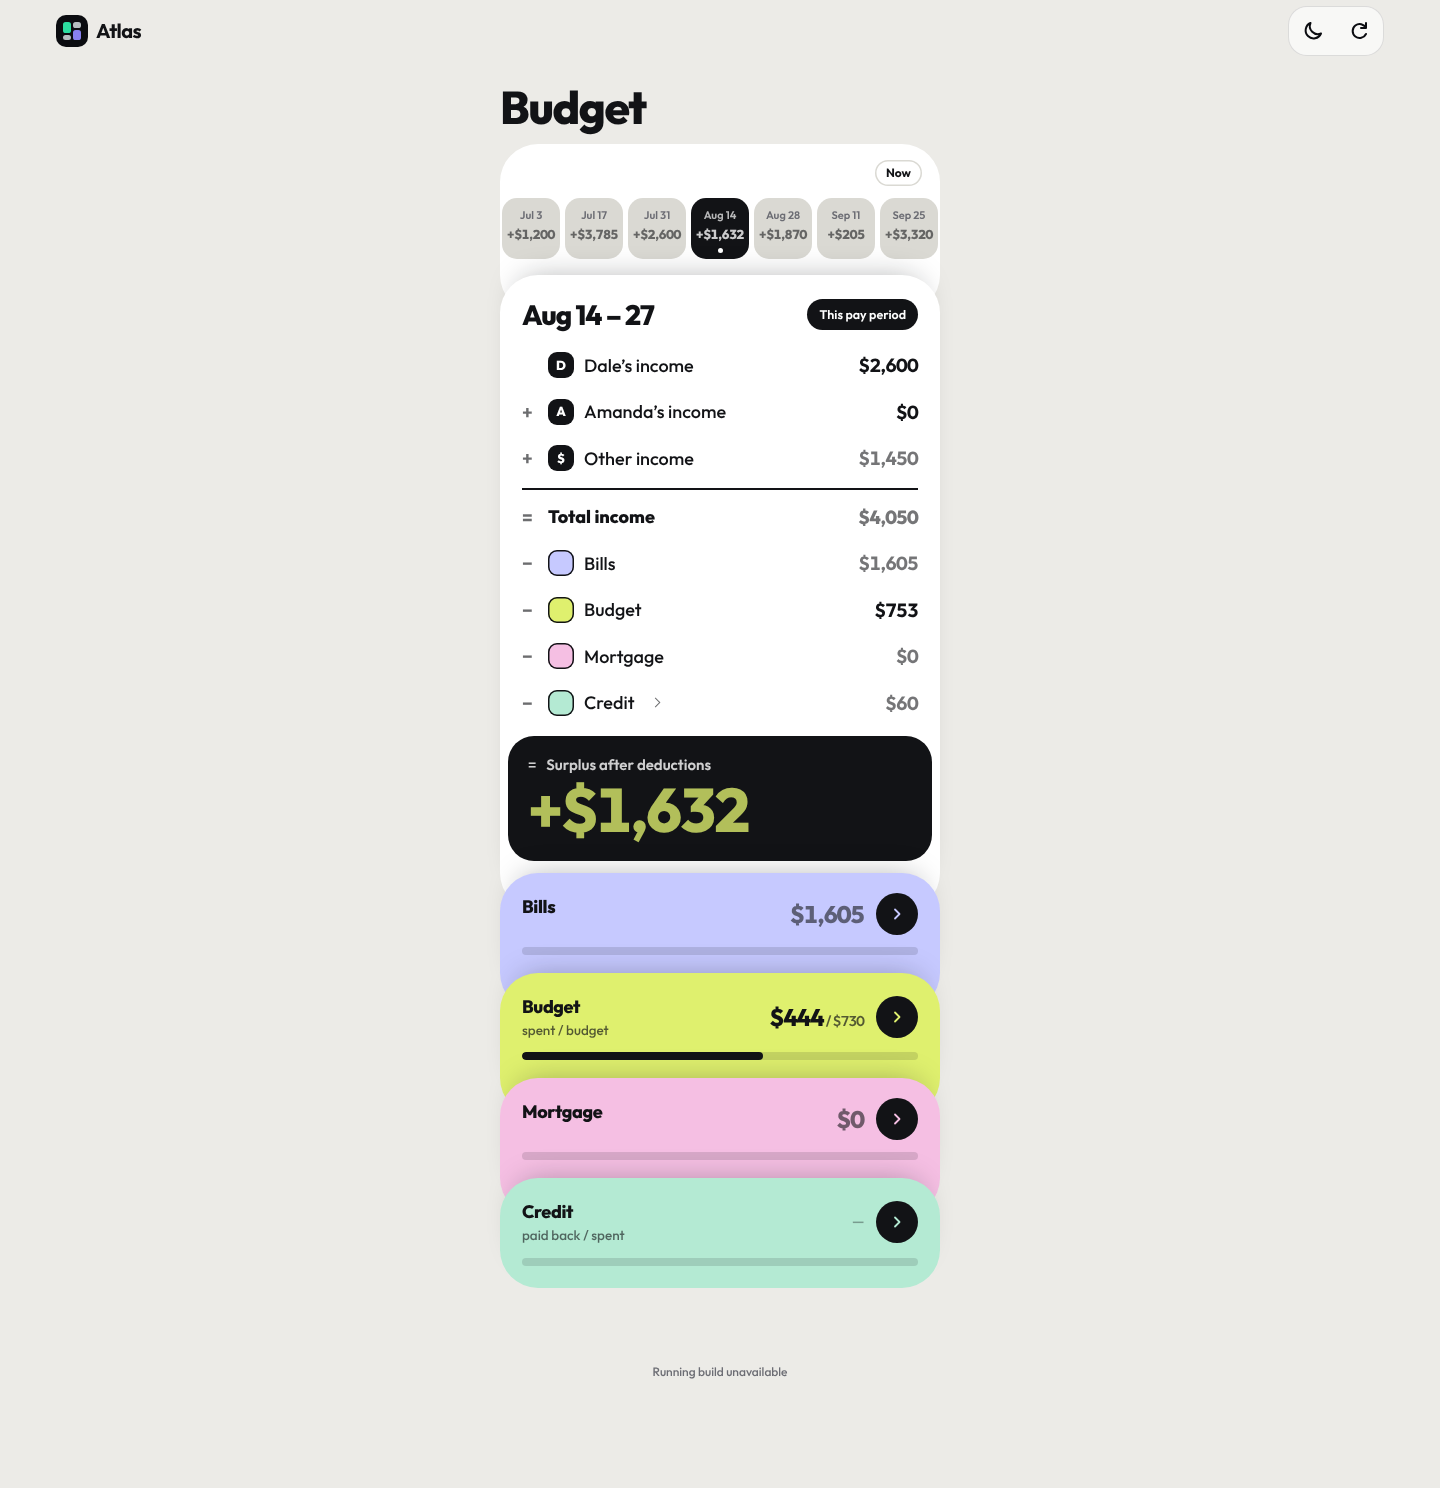 Atlas
Budget
Now
Jul 3 Jul 17 Jul 31 Aug 14 Aug 28 Sep 11 Sep 25
+$1,200 +$3,785 +$2,600 +$1,632 +$1,870 +$205 +$3,320
Aug 14 – 27 This pay period
D Dale’s income $2,600
+ A Amanda’s income $0
+ $ Other income $1,450
= Total income $4,050
– Bills $1,605
– Budget $753
– Mortgage $0
– Credit $60
= Surplus after deductions
+$1,632
Bills $1,605
Budget $444 / $730
spent / budget
Mortgage $0
Credit –
paid back / spent
Running build unavailable